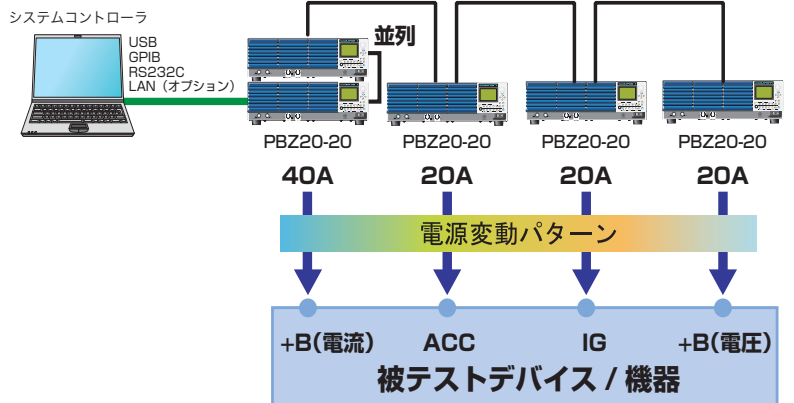 システムコントローラ
USB
GPIB
RS232C
LAN（オプション）
並列
PBZ20-20 PBZ20-20 PBZ20-20 PBZ20-20
40A 20A 20A 20A
電源変動パターン
+B(電流) ACC IG +B(電圧)
被テストデバイス / 機器